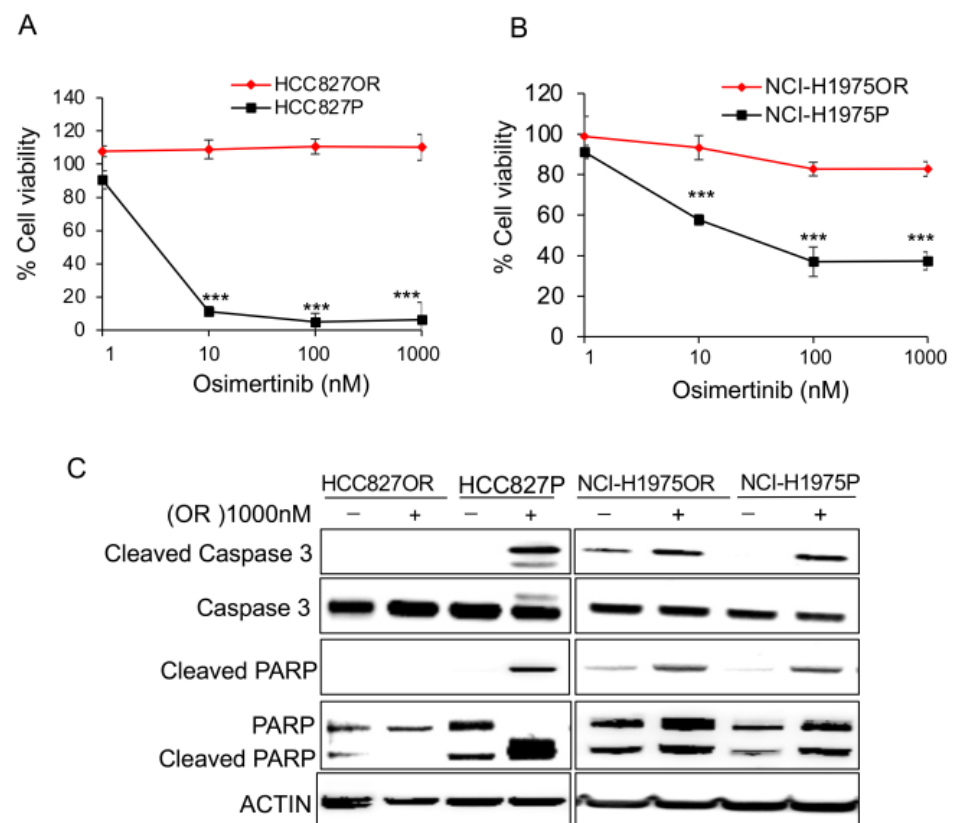 A
HCC827OR
HCC827P
140
120
100
80
60
40
20
0
% Cell viability
***
***
***
1 10 100 1000
Osimertinib (nM)
B
NCI-H1975OR
NCI-H1975P
120
100
80
60
40
20
0
% Cell viability
***
***
***
1 10 100 1000
Osimertinib (nM)
C
HCC827OR HCC827P NCI-H1975OR NCI-H1975P
(OR )1000nM − + − + − + − +
Cleaved Caspase 3
Caspase 3
Cleaved PARP
PARP
Cleaved PARP
ACTIN